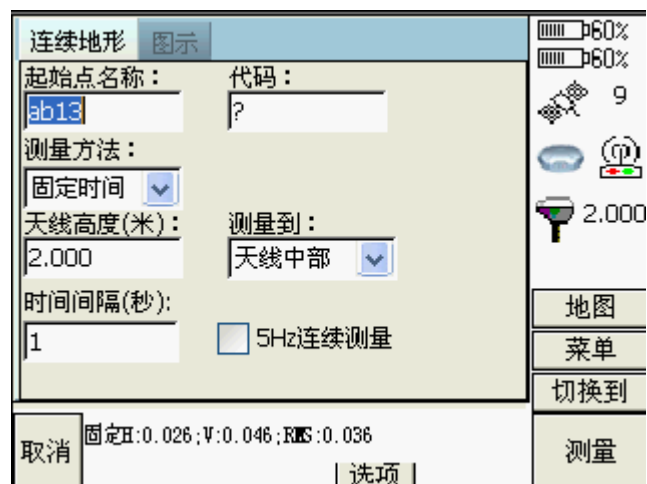 连续地形 图示
60%
60%
起始点名称： 代码：
ab13 ?
9
测量方法：
固定时间
天线高度(米)： 测量到：
2.000 天线中部
2.000
时间间隔(秒):
1 5Hz连续测量
地图
菜单
切换到
取消 固定H:0.026;V:0.046;RMS:0.036
测量
选项